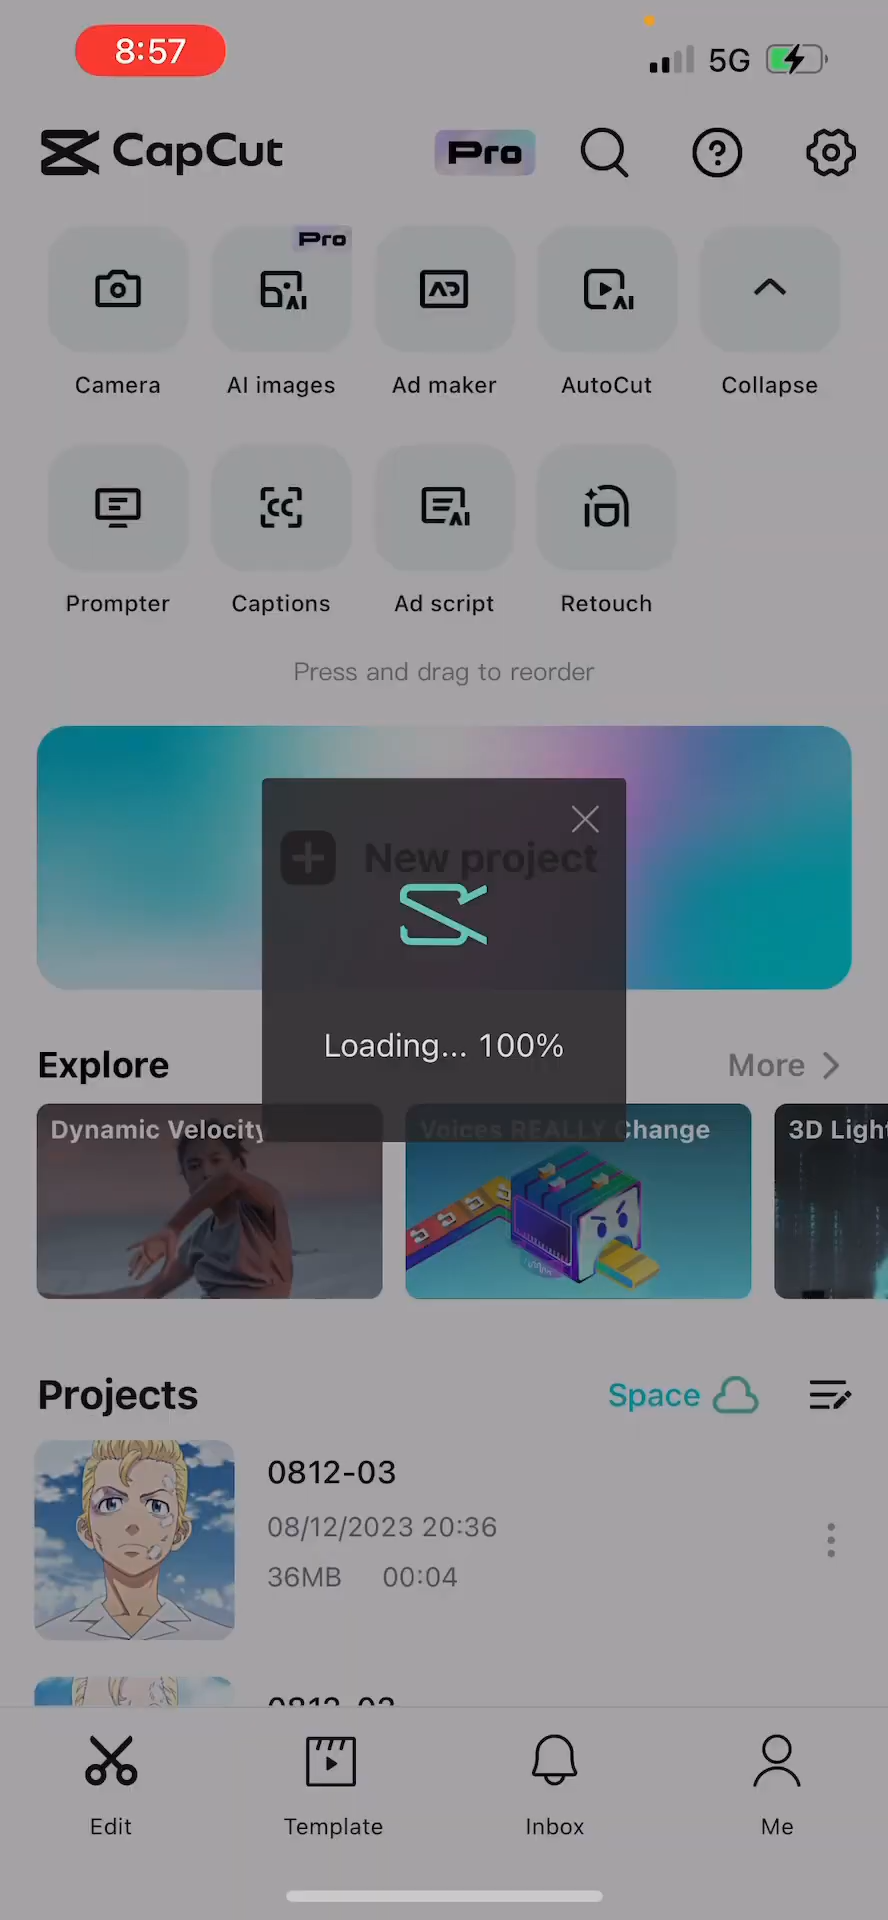 8:57
5G
CapCut
Pro
Pro
Camera
AI images
Ad maker
AutoCut
Collapse
Prompter
Captions
Ad script
Retouch
Press and drag to reorder
New project
Loading... 100%
Explore
More
Dynamic Velocity
Voices REALLY Change
3D Ligh
Projects
Space
0812-03
08/12/2023 20:36
36MB 00:04
Edit
Template
Inbox
Me